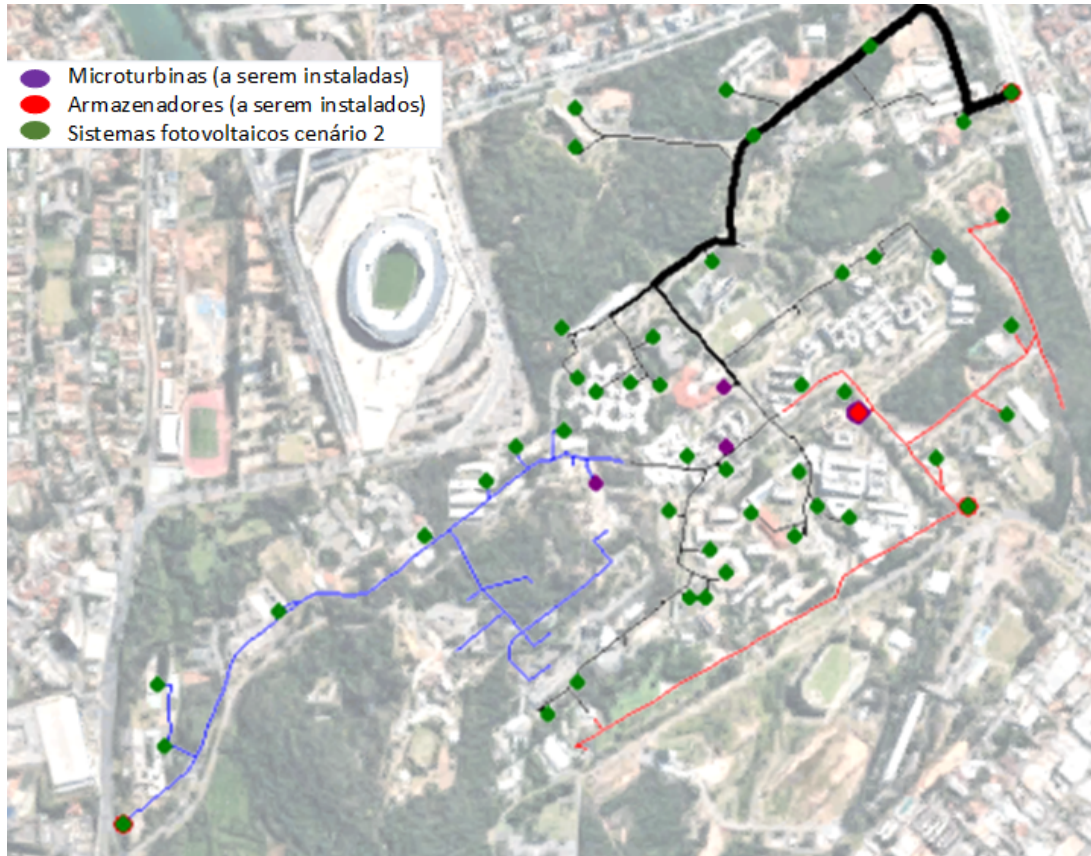 Microturbinas (a serem instaladas)
Armazenadores (a serem instalados)
Sistemas fotovoltaicos cenário 2